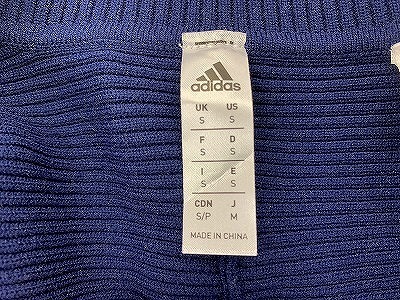 adidas
UK US
S S
F D
S S
I E
S S
CDN J
S/P M
MADE IN CHINA